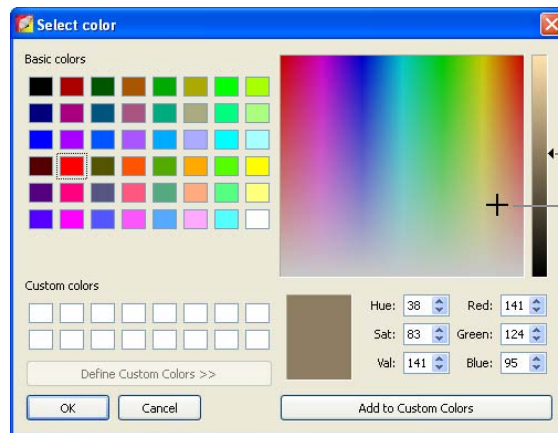 Select color
Basic colors
Custom colors
Define Custom Colors >>
OK Cancel
Hue: 38 Red: 141
Sat: 83 Green: 124
Val: 141 Blue: 95
Add to Custom Colors